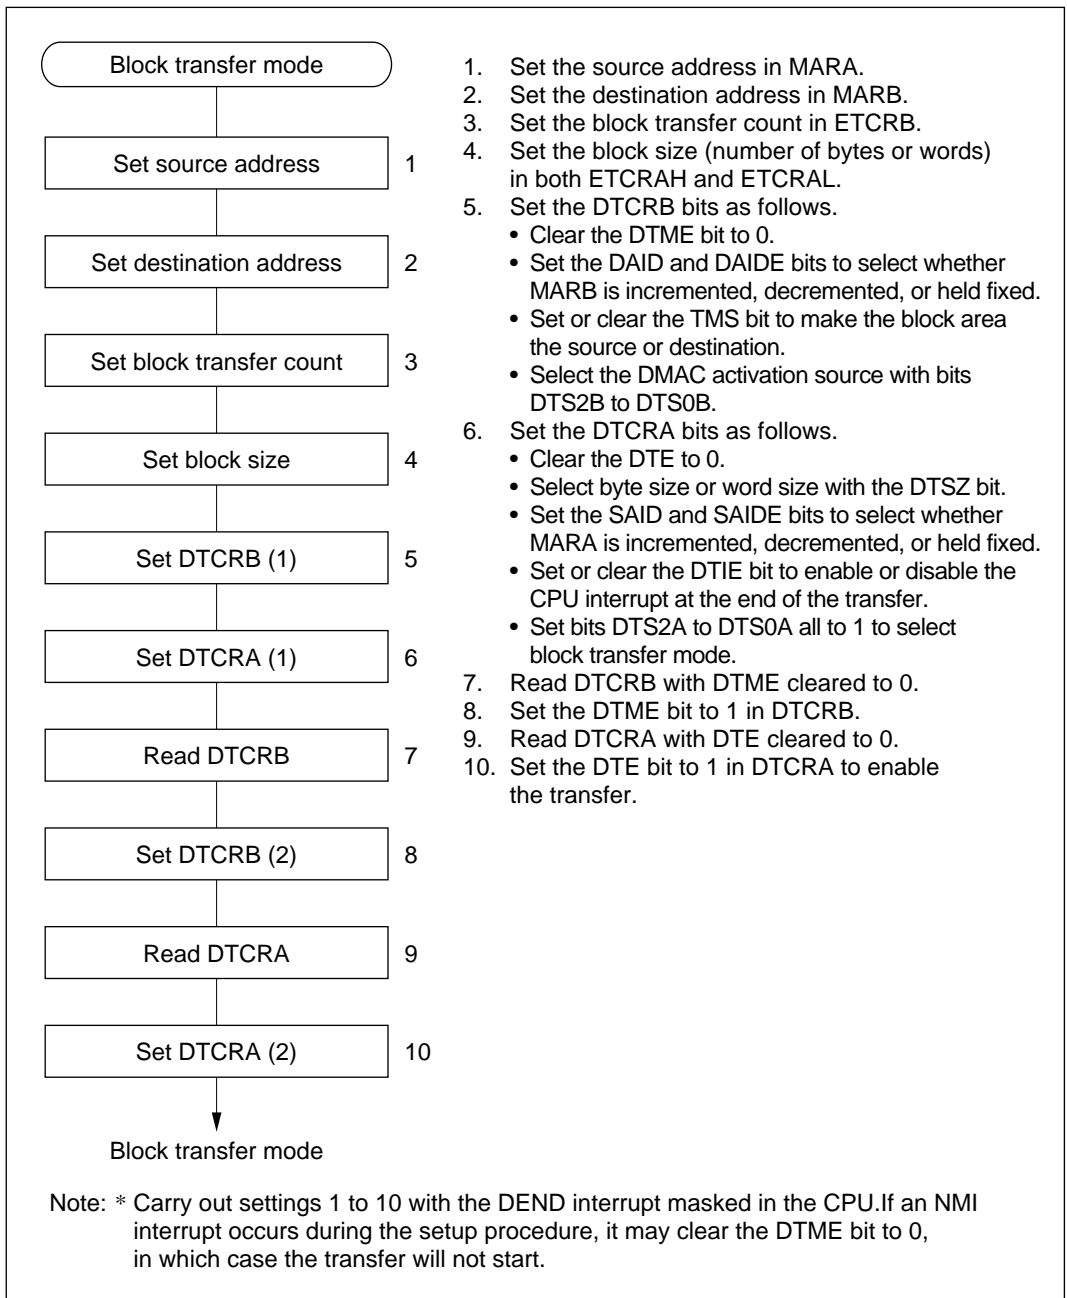 Block transfer mode
Set source address 1
Set destination address 2
Set block transfer count 3
Set block size 4
Set DTCRB (1) 5
Set DTCRA (1) 6
Read DTCRB 7
Set DTCRB (2) 8
Read DTCRA 9
Set DTCRA (2) 10
Block transfer mode
1. Set the source address in MARA.
2. Set the destination address in MARB.
3. Set the block transfer count in ETCRB.
4. Set the block size (number of bytes or words)
in both ETCRAH and ETCRAL.
5. Set the DTCRB bits as follows.
• Clear the DTME bit to 0.
• Set the DAID and DAIDE bits to select whether
MARB is incremented, decremented, or held fixed.
• Set or clear the TMS bit to make the block area
the source or destination.
• Select the DMAC activation source with bits
DTS2B to DTS0B.
6. Set the DTCRA bits as follows.
• Clear the DTE to 0.
• Select byte size or word size with the DTSZ bit.
• Set the SAID and SAIDE bits to select whether
MARA is incremented, decremented, or held fixed.
• Set or clear the DTIE bit to enable or disable the
CPU interrupt at the end of the transfer.
• Set bits DTS2A to DTS0A all to 1 to select
block transfer mode.
7. Read DTCRB with DTME cleared to 0.
8. Set the DTME bit to 1 in DTCRB.
9. Read DTCRA with DTE cleared to 0.
10. Set the DTE bit to 1 in DTCRA to enable
the transfer.
Note: * Carry out settings 1 to 10 with the DEND interrupt masked in the CPU.If an NMI
interrupt occurs during the setup procedure, it may clear the DTME bit to 0,
in which case the transfer will not start.